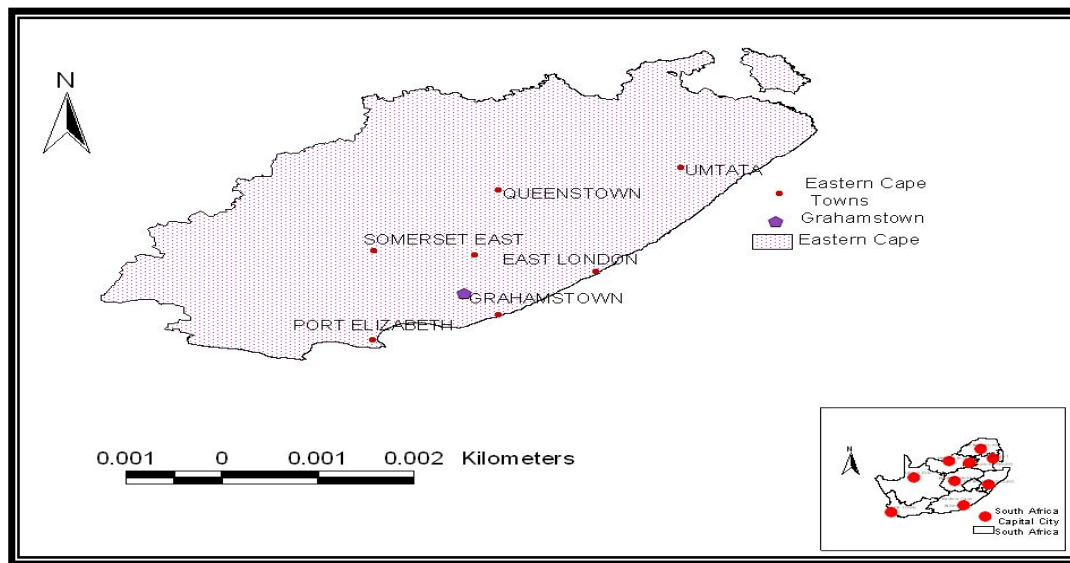 N
UMTATA
QUEENSTOWN
SOMERSET EAST
EAST LONDON
GRAHAMSTOWN
PORT ELIZABETH
Eastern Cape
Towns
Grahamstown
Eastern Cape
0.001 0 0.001 0.002 Kilometers
N
South Africa
Capital City
South Africa